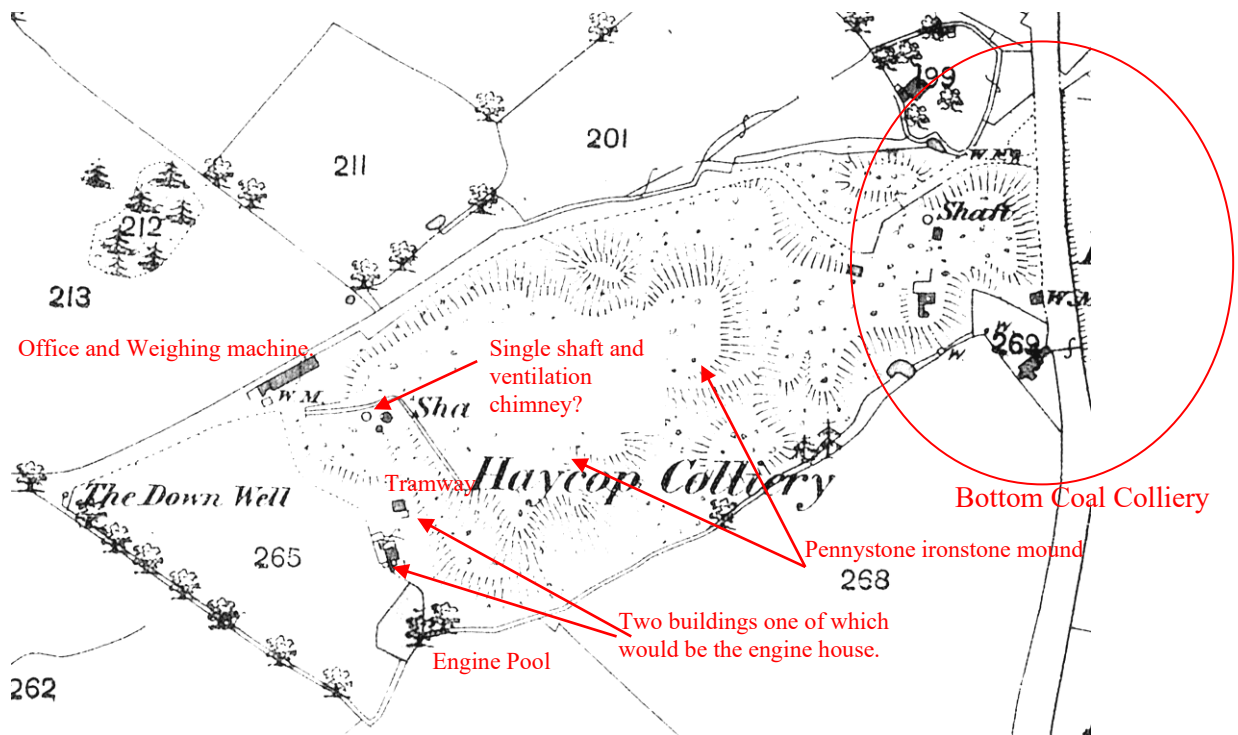 199
201
211
W.M.
212
Shaft
213
W.M
Office and Weighing machine
Single shaft and
ventilation
chimney?
W
269
W.
W.M.
Sha
Haycop Colliery
Tramway
The Down Well
Bottom Coal Colliery
265
Pennystone ironstone mound
268
Two buildings one of which
would be the engine house.
Engine Pool
262